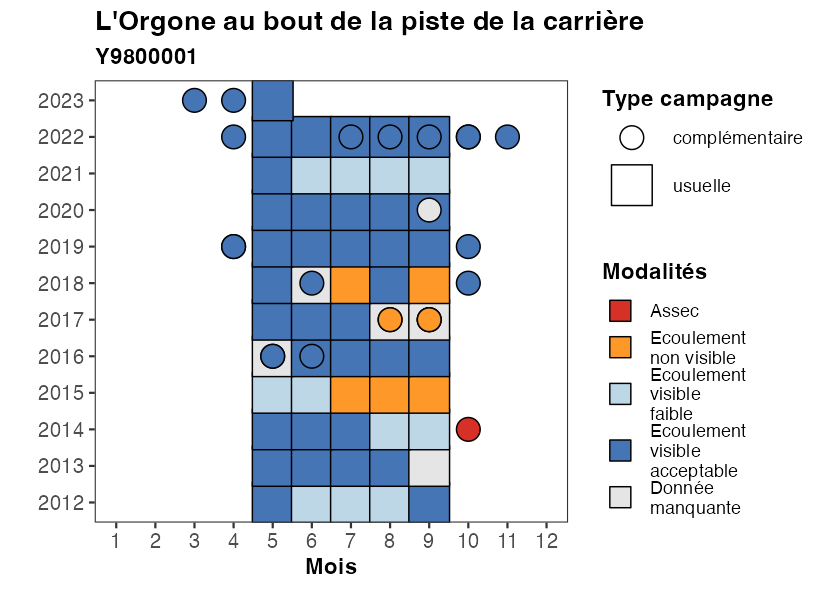 L'Orgone au bout de la piste de la carrière
Y9800001
2023
2022
2021
2020
2019
2018
2017
2016
2015
2014
2013
2012
1 2 3 4 5 6 7 8 9 10 11 12
Mois
Type campagne
complémentaire
usuelle
Modalités
Assec
Ecoulement
non visible
Ecoulement
visible
faible
Ecoulement
visible
acceptable
Donnée
manquante